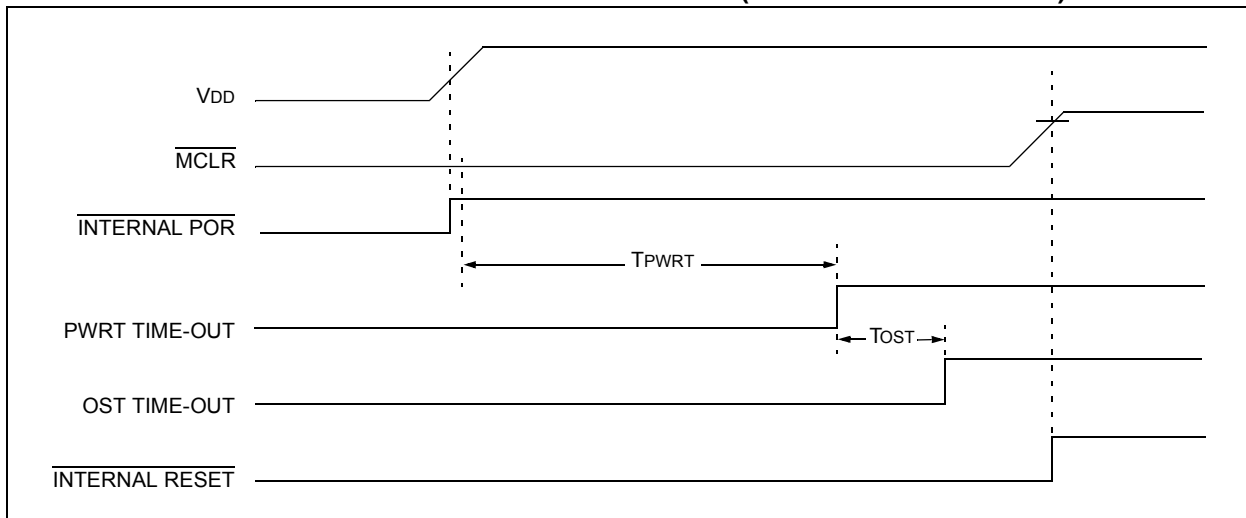 VDD
MCLR
INTERNAL POR
TPWRT
PWRT TIME-OUT
TOST
OST TIME-OUT
INTERNAL RESET